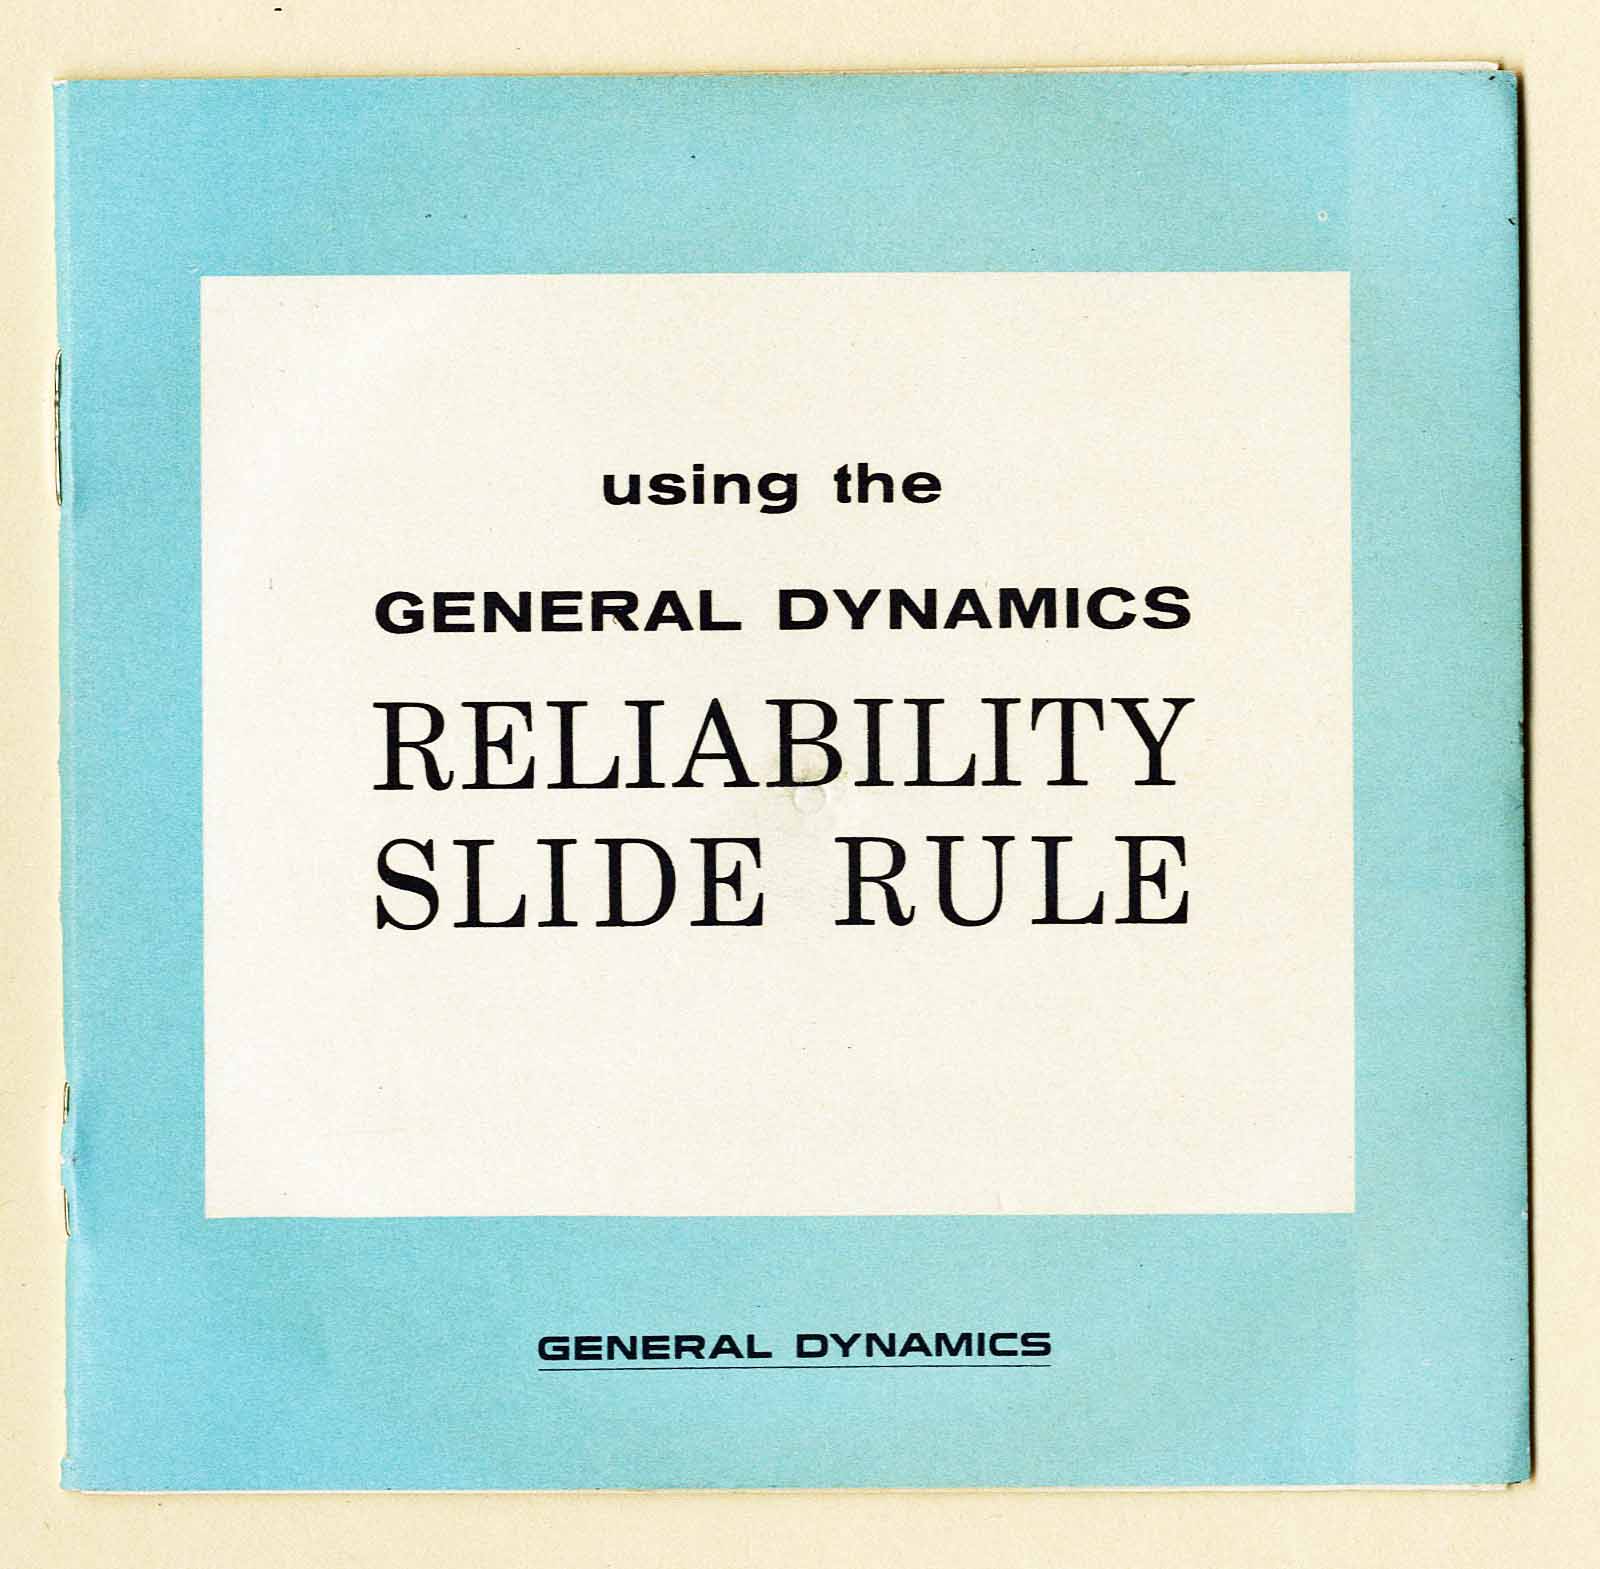 using the
GENERAL DYNAMICS
RELIABILITY
SLIDE RULE
GENERAL DYNAMICS